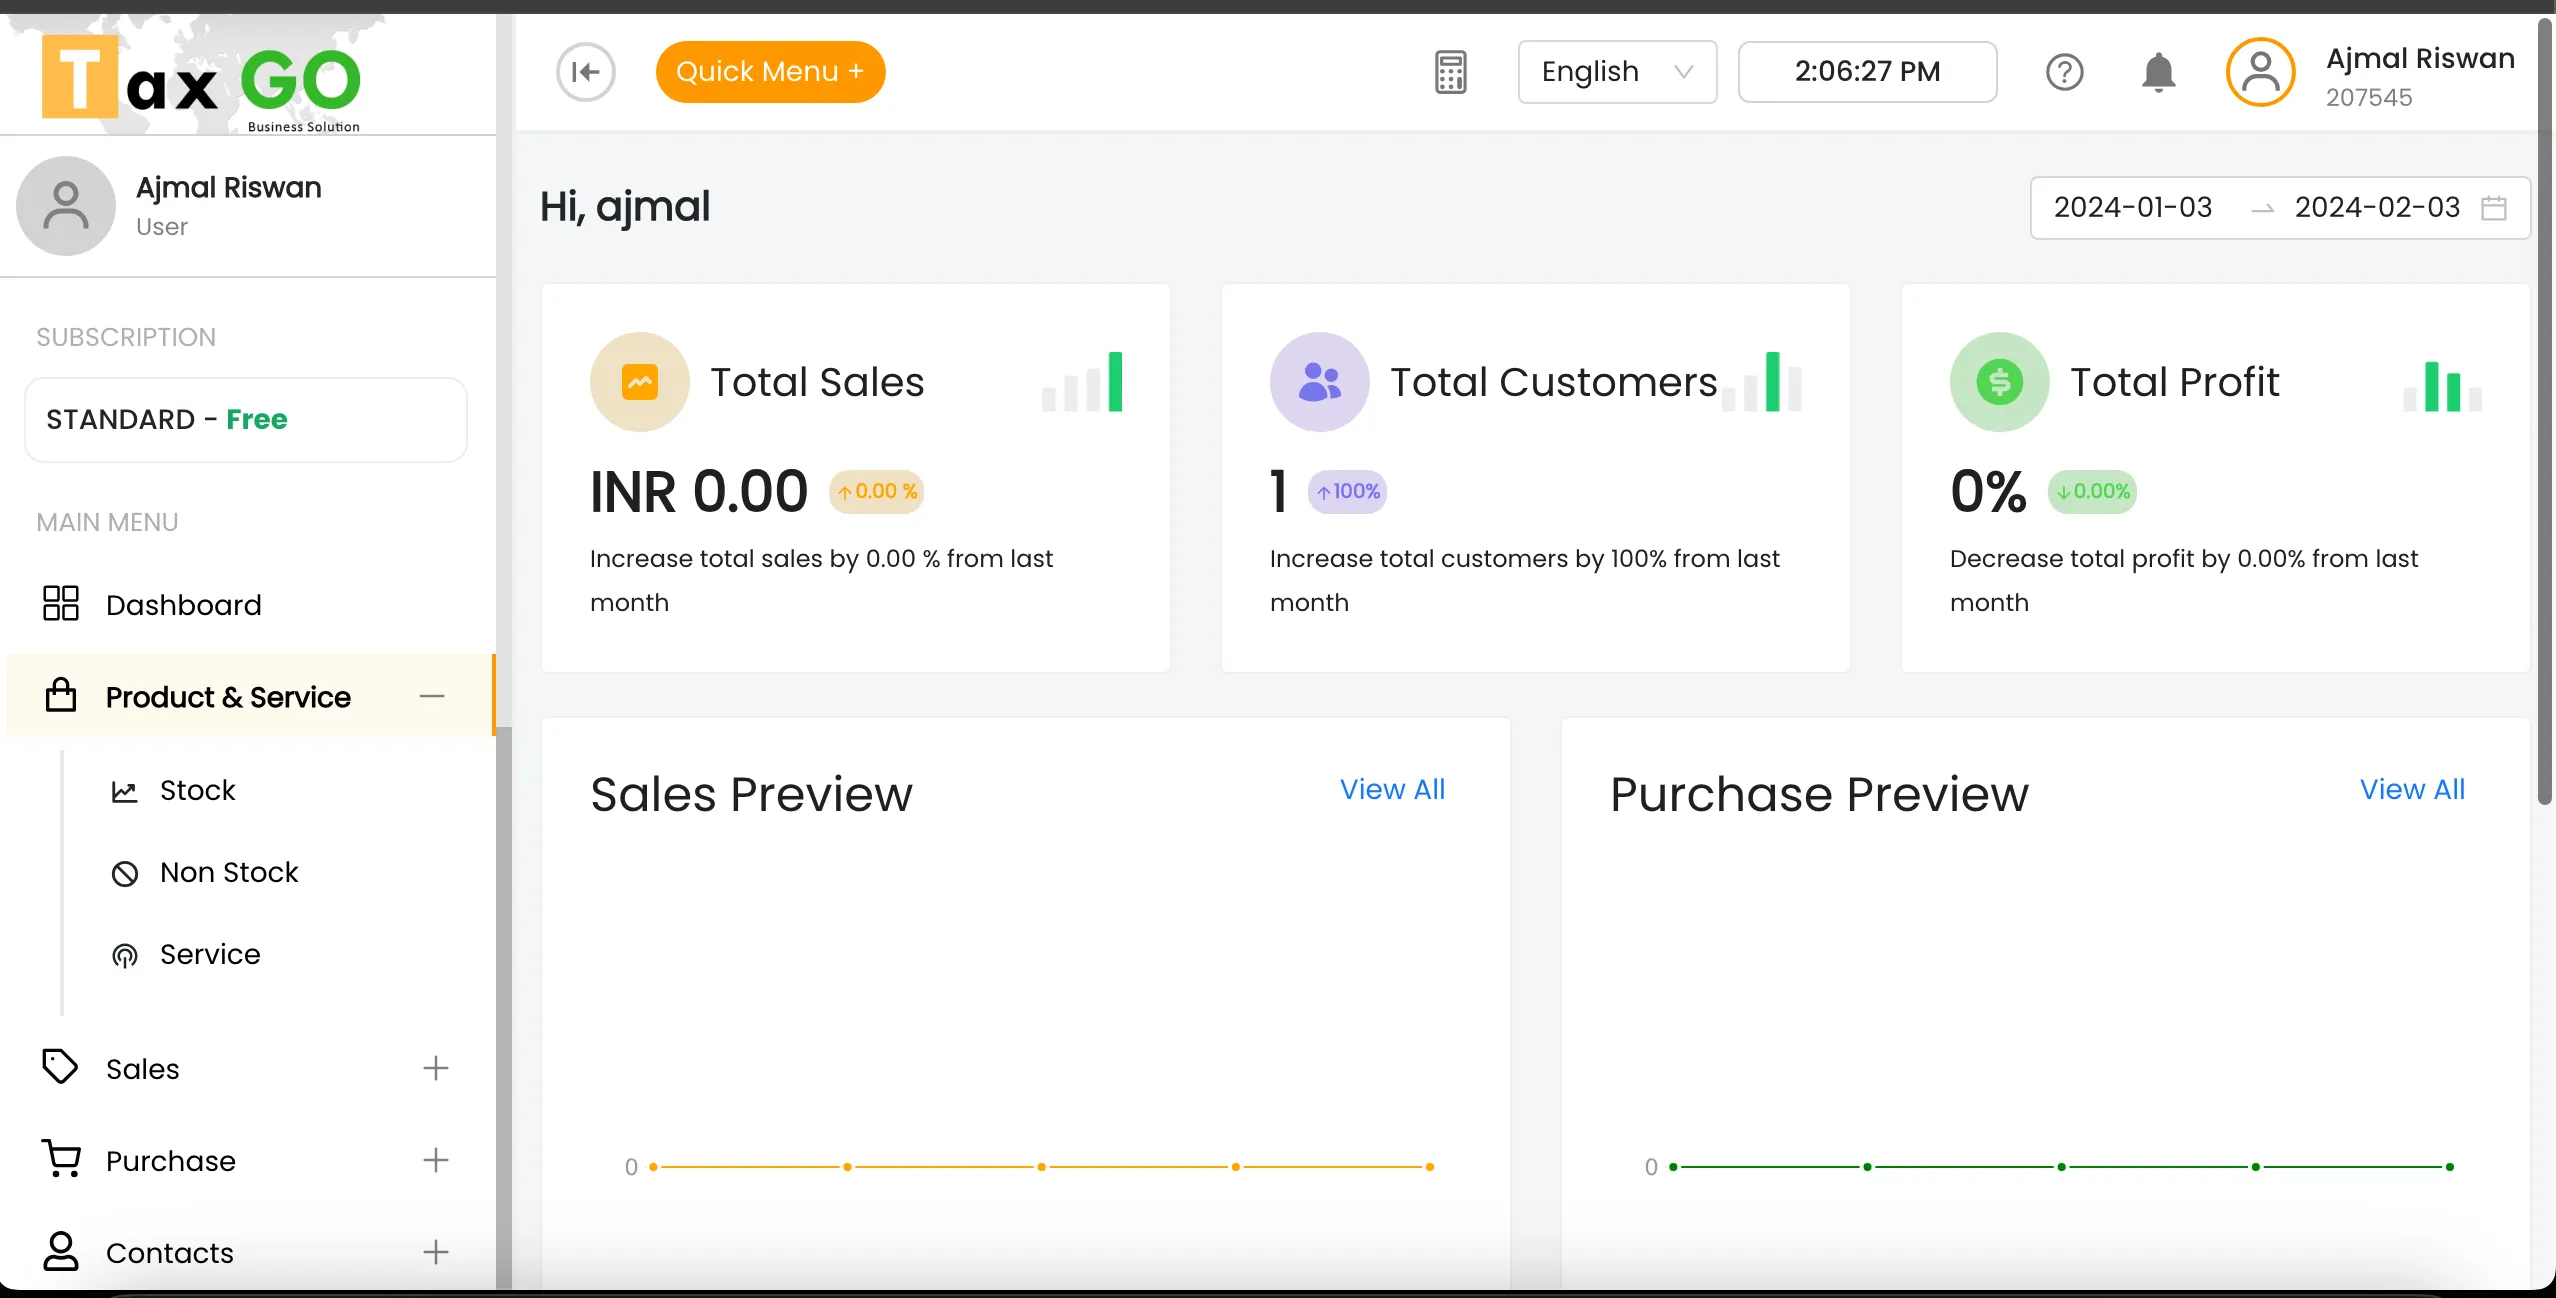 Tax GO
Business Solution
Quick Menu +
English
2:06:27 PM
Ajmal Riswan
207545
Ajmal Riswan
User
SUBSCRIPTION
STANDARD - Free
MAIN MENU
Dashboard
Product & Service
Stock
Non Stock
Service
Sales
Purchase
Contacts
Hi, ajmal
2024-01-03 → 2024-02-03
Total Sales
INR 0.00 ↑0.00 %
Increase total sales by 0.00 % from last
month
Total Customers
1 ↑100%
Increase total customers by 100% from last
month
Total Profit
0% ↓0.00%
Decrease total profit by 0.00% from last
month
Sales Preview
View All
0
Purchase Preview
View All
0